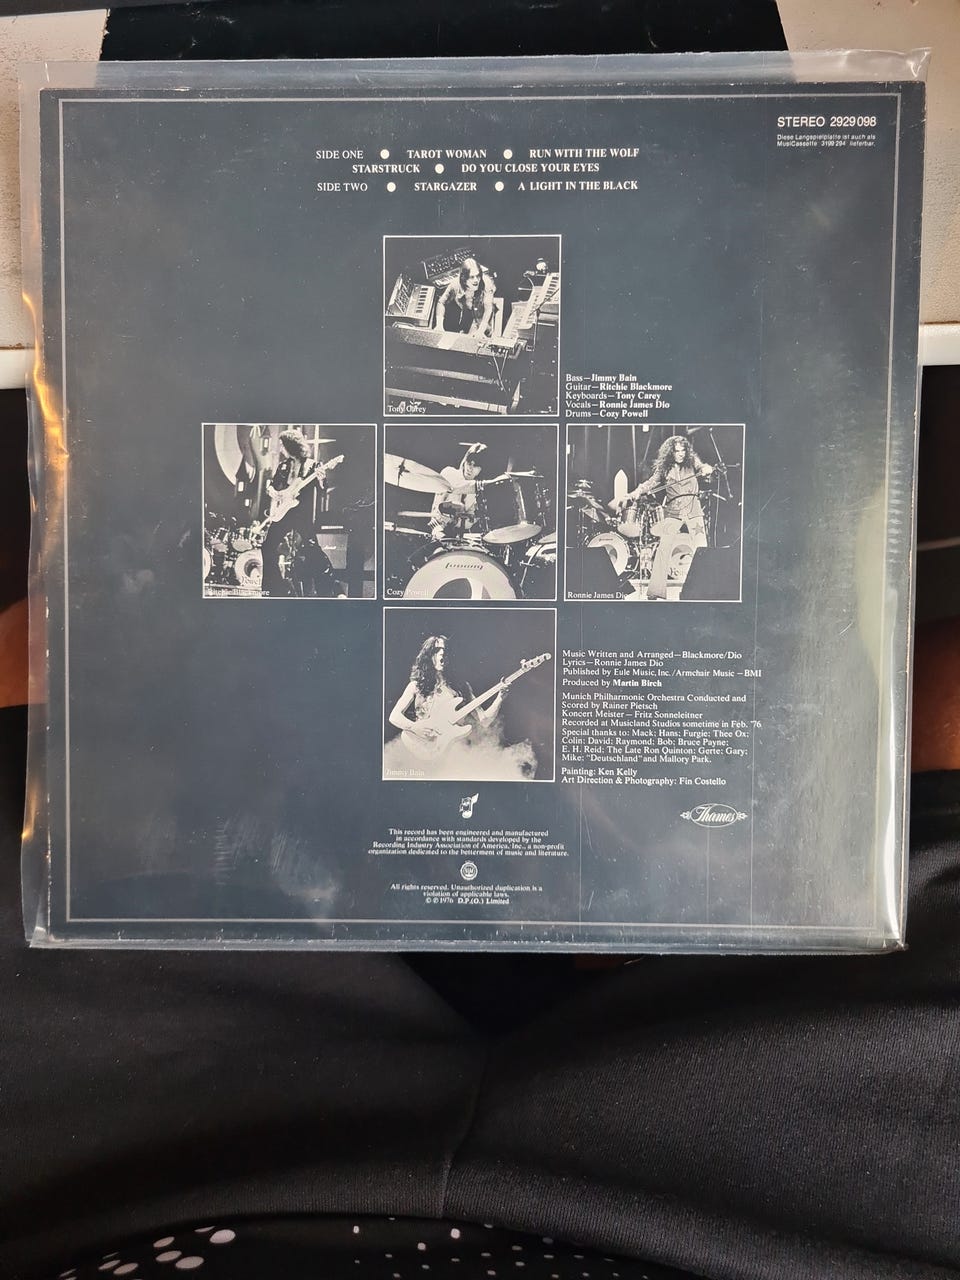 STEREO 2929 098
Diese Langspielplatte ist auch als
MusiCassette 3199 294 lieferbar.
SIDE ONE ● TAROT WOMAN ● RUN WITH THE WOLF
STARSTRUCK ● DO YOU CLOSE YOUR EYES
SIDE TWO ● STARGAZER ● A LIGHT IN THE BLACK
Tony Carey
Bass—Jimmy Bain
Guitar—Ritchie Blackmore
Keyboards—Tony Carey
Vocals—Ronnie James Dio
Drums—Cozy Powell
Ritchie Blackmore
Ludwig
Cozy Powell
Ronnie James Dio
Jimmy Bain
Music Written and Arranged—Blackmore/Dio
Lyrics—Ronnie James Dio
Published by Eule Music, Inc./Armchair Music —BMI
Produced by Martin Birch
Munich Philharmonic Orchestra Conducted and
Scored by Rainer Pietsch
Koncert Meister — Fritz Sonneleitner
Recorded at Musicland Studios sometime in Feb. '76
Special thanks to: Mack; Hans; Furgie; Thee Ox;
Colin; David; Raymond; Bob; Bruce Payne;
E. H. Reid; The Late Ron Quinton; Gerte; Gary;
Mike; "Deutschland" and Mallory Park.
Painting: Ken Kelly
Art Direction & Photography: Fin Costello
Thames
This record has been engineered and manufactured
in accordance with standards developed by the
Recording Industry Association of America, Inc., a non-profit
organization dedicated to the betterment of music and literature.
All rights reserved. Unauthorized duplication is a
violation of applicable laws.
© ℗ 1976 D.P.(O.) Limited